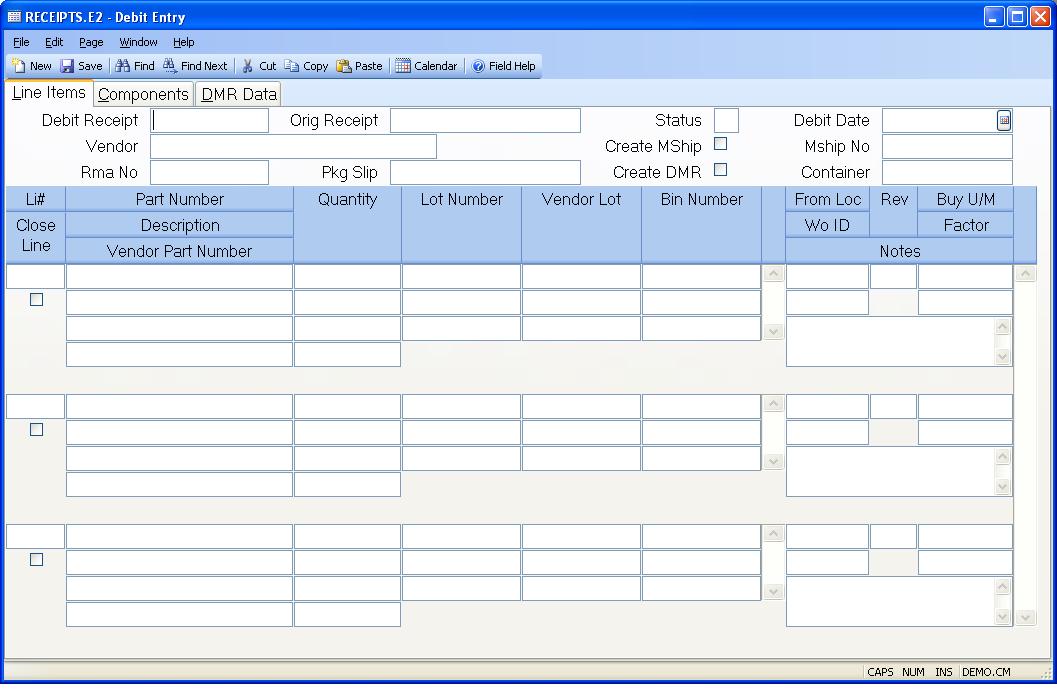 RECEIPTS.E2 - Debit Entry
File Edit Page Window Help
New Save Find Find Next Cut Copy Paste Calendar Field Help
Line Items Components DMR Data
Debit Receipt Orig Receipt Status Debit Date
Vendor Create MShip Mship No
Rma No Pkg Slip Create DMR Container
Li# Part Number Quantity Lot Number Vendor Lot Bin Number From Loc Rev Buy U/M
Close Line Description Wo ID Factor
Vendor Part Number Notes
CAPS NUM INS DEMO.CM